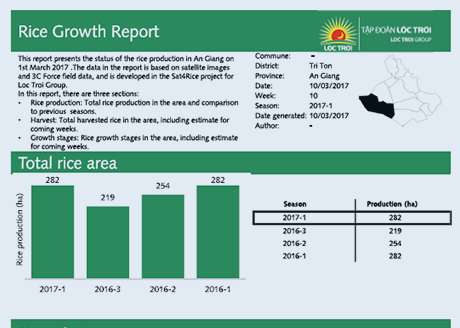 Rice Growth Report
LỘC TRỜI
TẬP ĐOÀN LỘC TRỜI
LOC TROI GROUP
This report presents the status of the rice production in An Giang on
1st March 2017 .The data in the report is based on satellite images
and 3C Force field data, and is developed in the Sat4Rice project for
Loc Troi Group.
In this report, there are three sections:
• Rice production: Total rice production in the area and comparison
to previous seasons.
• Harvest: Total harvested rice in the area, including estimate for
coming weeks.
• Growth stages: Rice growth stages in the area, including estimate
for coming weeks.
Commune: -
District: Tri Ton
Province: An Giang
Date: 10/03/2017
Week: 10
Season: 2017-1
Date generated: 10/03/2017
Author: -
Total rice area
Rice production (ha)
282
219
254
282
2017-1 2016-3 2016-2 2016-1
Season Production (ha)
2017-1 282
2016-3 219
2016-2 254
2016-1 282